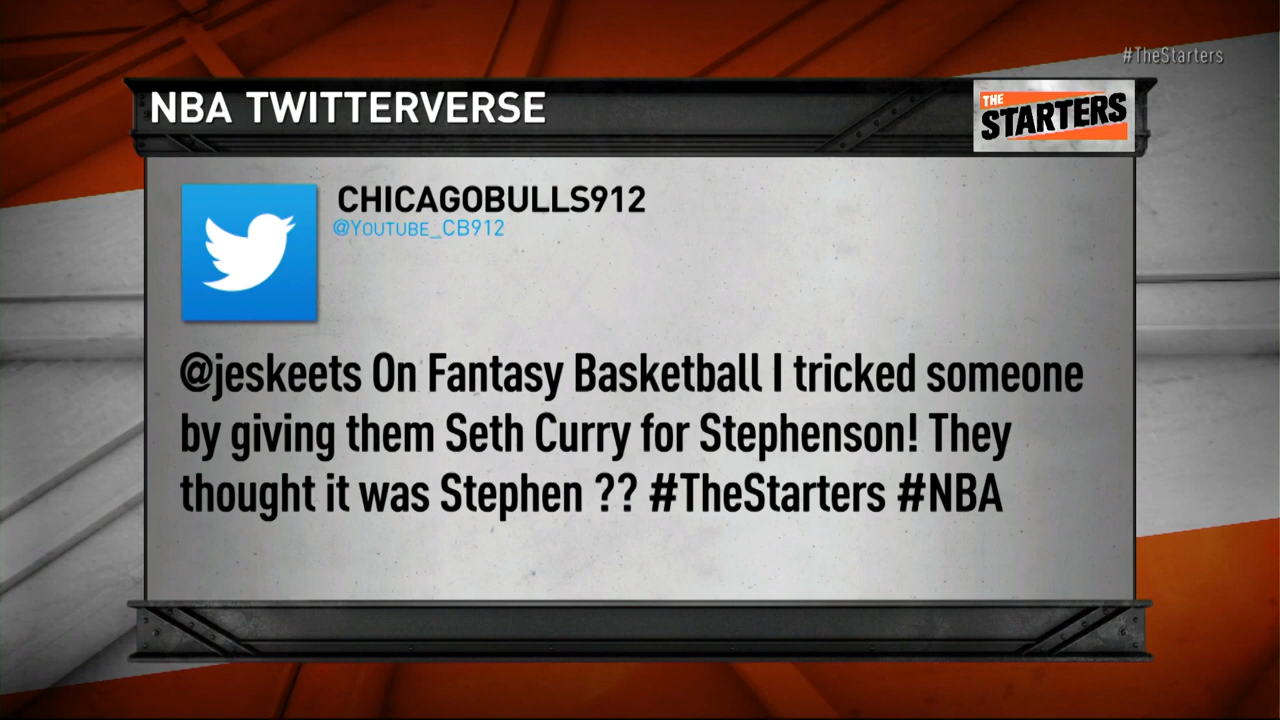 #TheStarters
NBA TWITTERVERSE
THE
STARTERS
CHICAGOBULLS912
@YOUTUBE_CB912
@jeskeets On Fantasy Basketball I tricked someone
by giving them Seth Curry for Stephenson! They
thought it was Stephen ?? #TheStarters #NBA